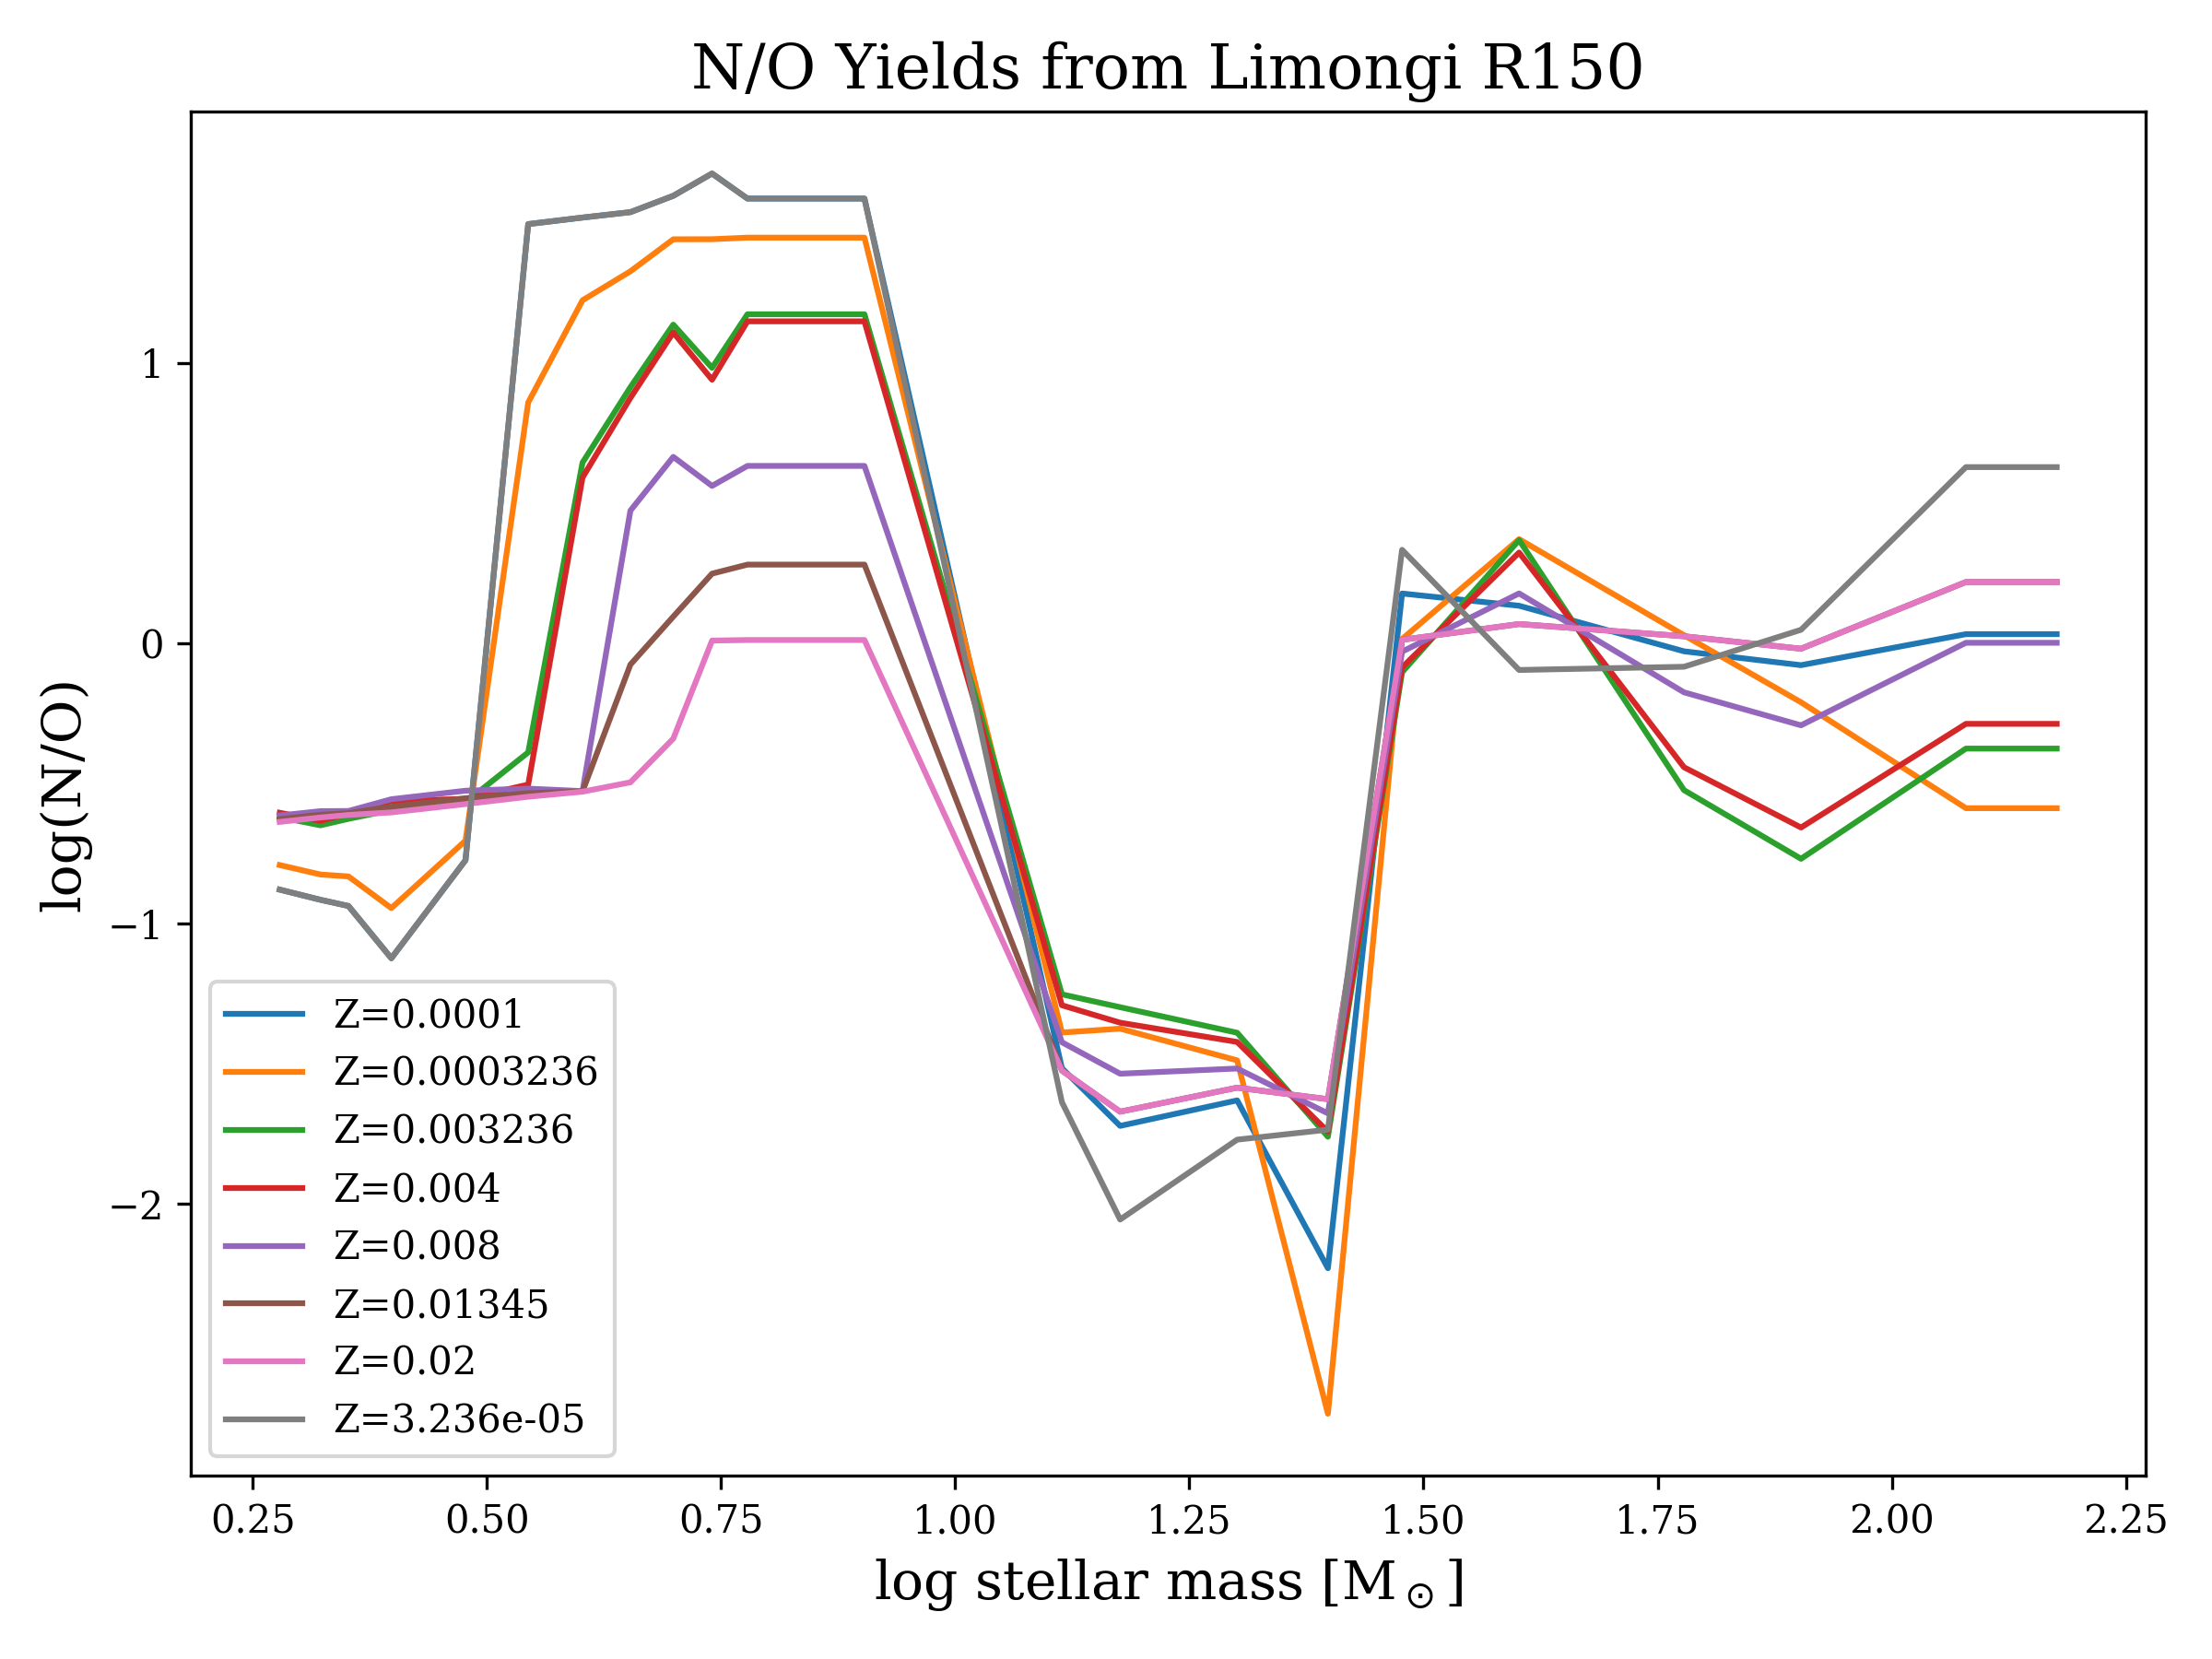 N/O Yields from Limongi R150
log(N/O)
1
0
−1
−2
Z=0.0001
Z=0.0003236
Z=0.003236
Z=0.004
Z=0.008
Z=0.01345
Z=0.02
Z=3.236e-05
0.25 0.50 0.75 1.00 1.25 1.50 1.75 2.00 2.25
log stellar mass [M⊙]